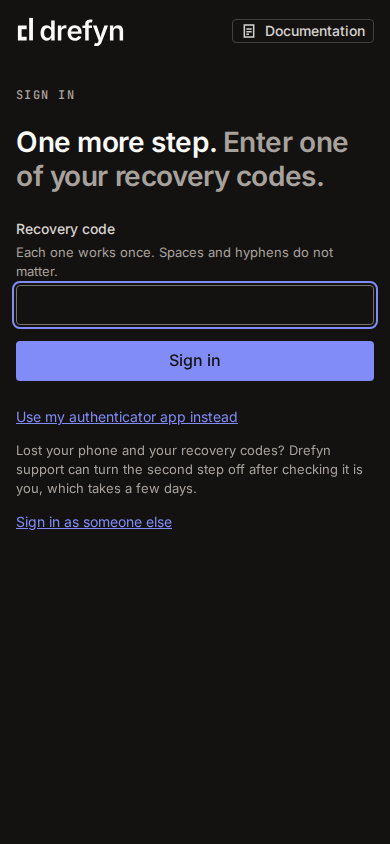 drefyn
Documentation
SIGN IN
One more step. Enter one
of your recovery codes.
Recovery code
Each one works once. Spaces and hyphens do not
matter.
Sign in
Use my authenticator app instead
Lost your phone and your recovery codes? Drefyn
support can turn the second step off after checking it is
you, which takes a few days.
Sign in as someone else